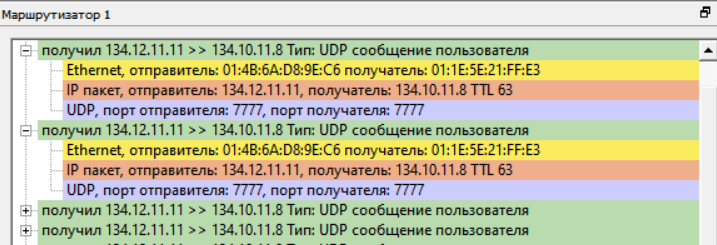 Маршрутизатор 1
получил 134.12.11.11 >> 134.10.11.8 Тип: UDP сообщение пользователя
Ethernet, отправитель: 01:4B:6A:D8:9E:C6 получатель: 01:1E:5E:21:FF:E3
IP пакет, отправитель: 134.12.11.11, получатель: 134.10.11.8 TTL 63
UDP, порт отправителя: 7777, порт получателя: 7777
получил 134.12.11.11 >> 134.10.11.8 Тип: UDP сообщение пользователя
Ethernet, отправитель: 01:4B:6A:D8:9E:C6 получатель: 01:1E:5E:21:FF:E3
IP пакет, отправитель: 134.12.11.11, получатель: 134.10.11.8 TTL 63
UDP, порт отправителя: 7777, порт получателя: 7777
получил 134.12.11.11 >> 134.10.11.8 Тип: UDP сообщение пользователя
получил 134.12.11.11 >> 134.10.11.8 Тип: UDP сообщение пользователя